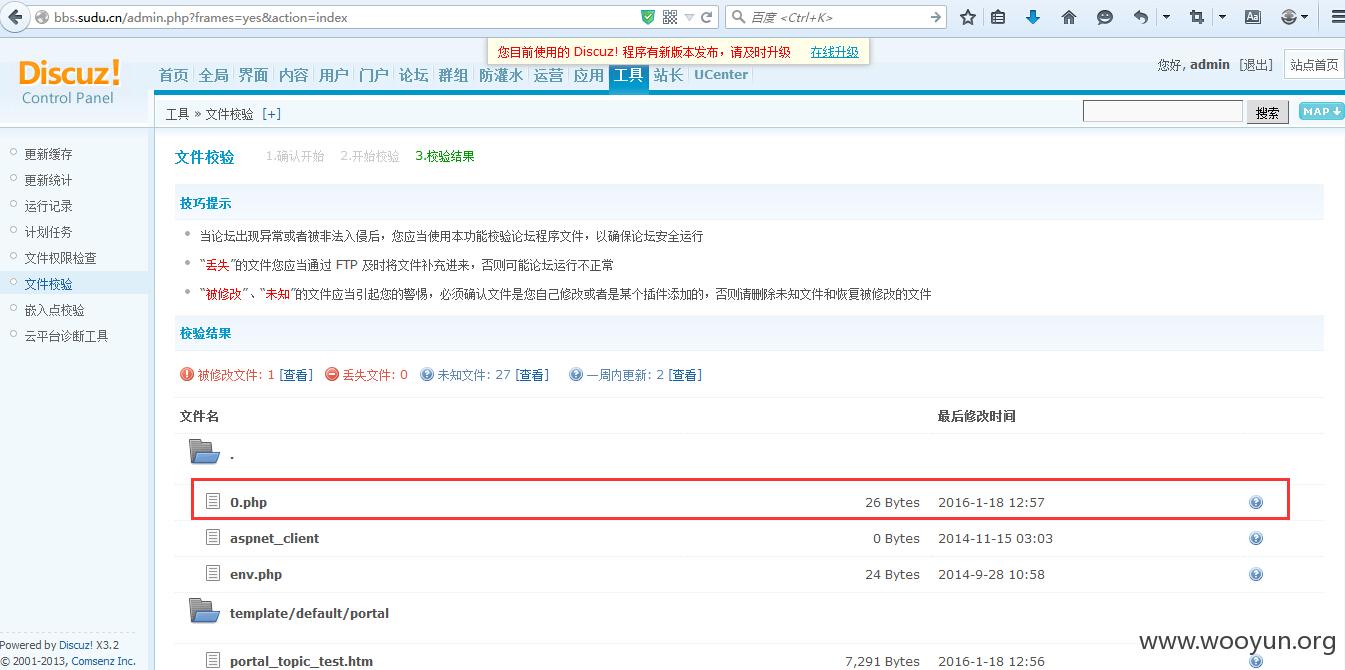 bbs.sudu.cn/admin.php?frames=yes&action=index
百度 <Ctrl+K>
您目前使用的 Discuz! 程序有新版本发布，请及时升级 在线升级
Discuz!
Control Panel
首页 全局 界面 内容 用户 门户 论坛 群组 防灌水 运营 应用 工具 站长 UCenter
您好, admin [退出] 站点首页
工具 » 文件校验 [+]
搜索
MAP
更新缓存
更新统计
运行记录
计划任务
文件权限检查
文件校验
嵌入点校验
云平台诊断工具
文件校验 1.确认开始 2.开始校验 3.校验结果
技巧提示
当论坛出现异常或者被非法入侵后，您应当使用本功能校验论坛程序文件，以确保论坛安全运行
“丢失”的文件您应当通过 FTP 及时将文件补充进来，否则可能论坛运行不正常
“被修改”、“未知”的文件应当引起您的警惕，必须确认文件是您自己修改或者是某个插件添加的，否则请删除未知文件和恢复被修改的文件
校验结果
被修改文件: 1 [查看] 丢失文件: 0 未知文件: 27 [查看] 一周内更新: 2 [查看]
文件名 最后修改时间
.
0.php 26 Bytes 2016-1-18 12:57
aspnet_client 0 Bytes 2014-11-15 03:03
env.php 24 Bytes 2014-9-28 10:58
template/default/portal
portal_topic_test.htm 7,291 Bytes 2016-1-18 12:56
Powered by Discuz! X3.2
© 2001-2013, Comsenz Inc.
www.wooyun.org